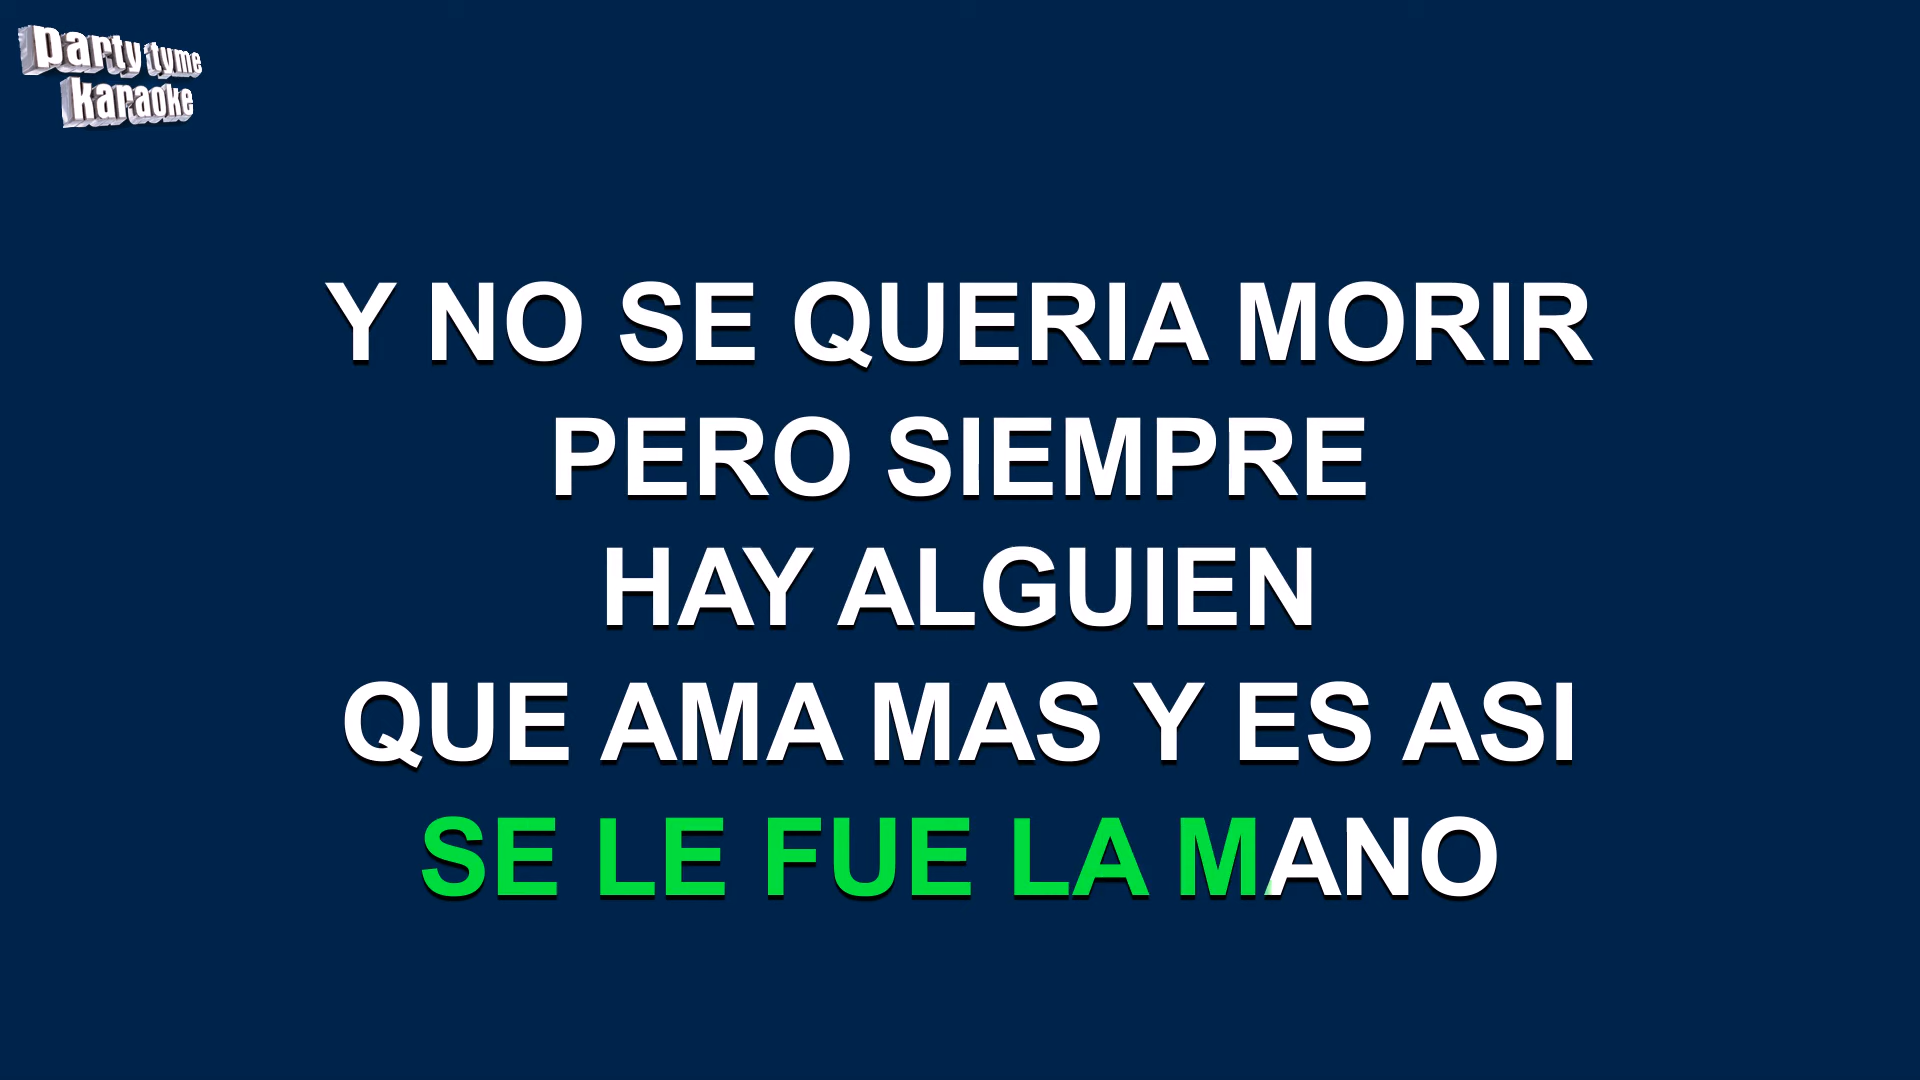 party tyme
karaoke
Y NO SE QUERIA MORIR
PERO SIEMPRE
HAY ALGUIEN
QUE AMA MAS Y ES ASI
SE LE FUE LA MANO